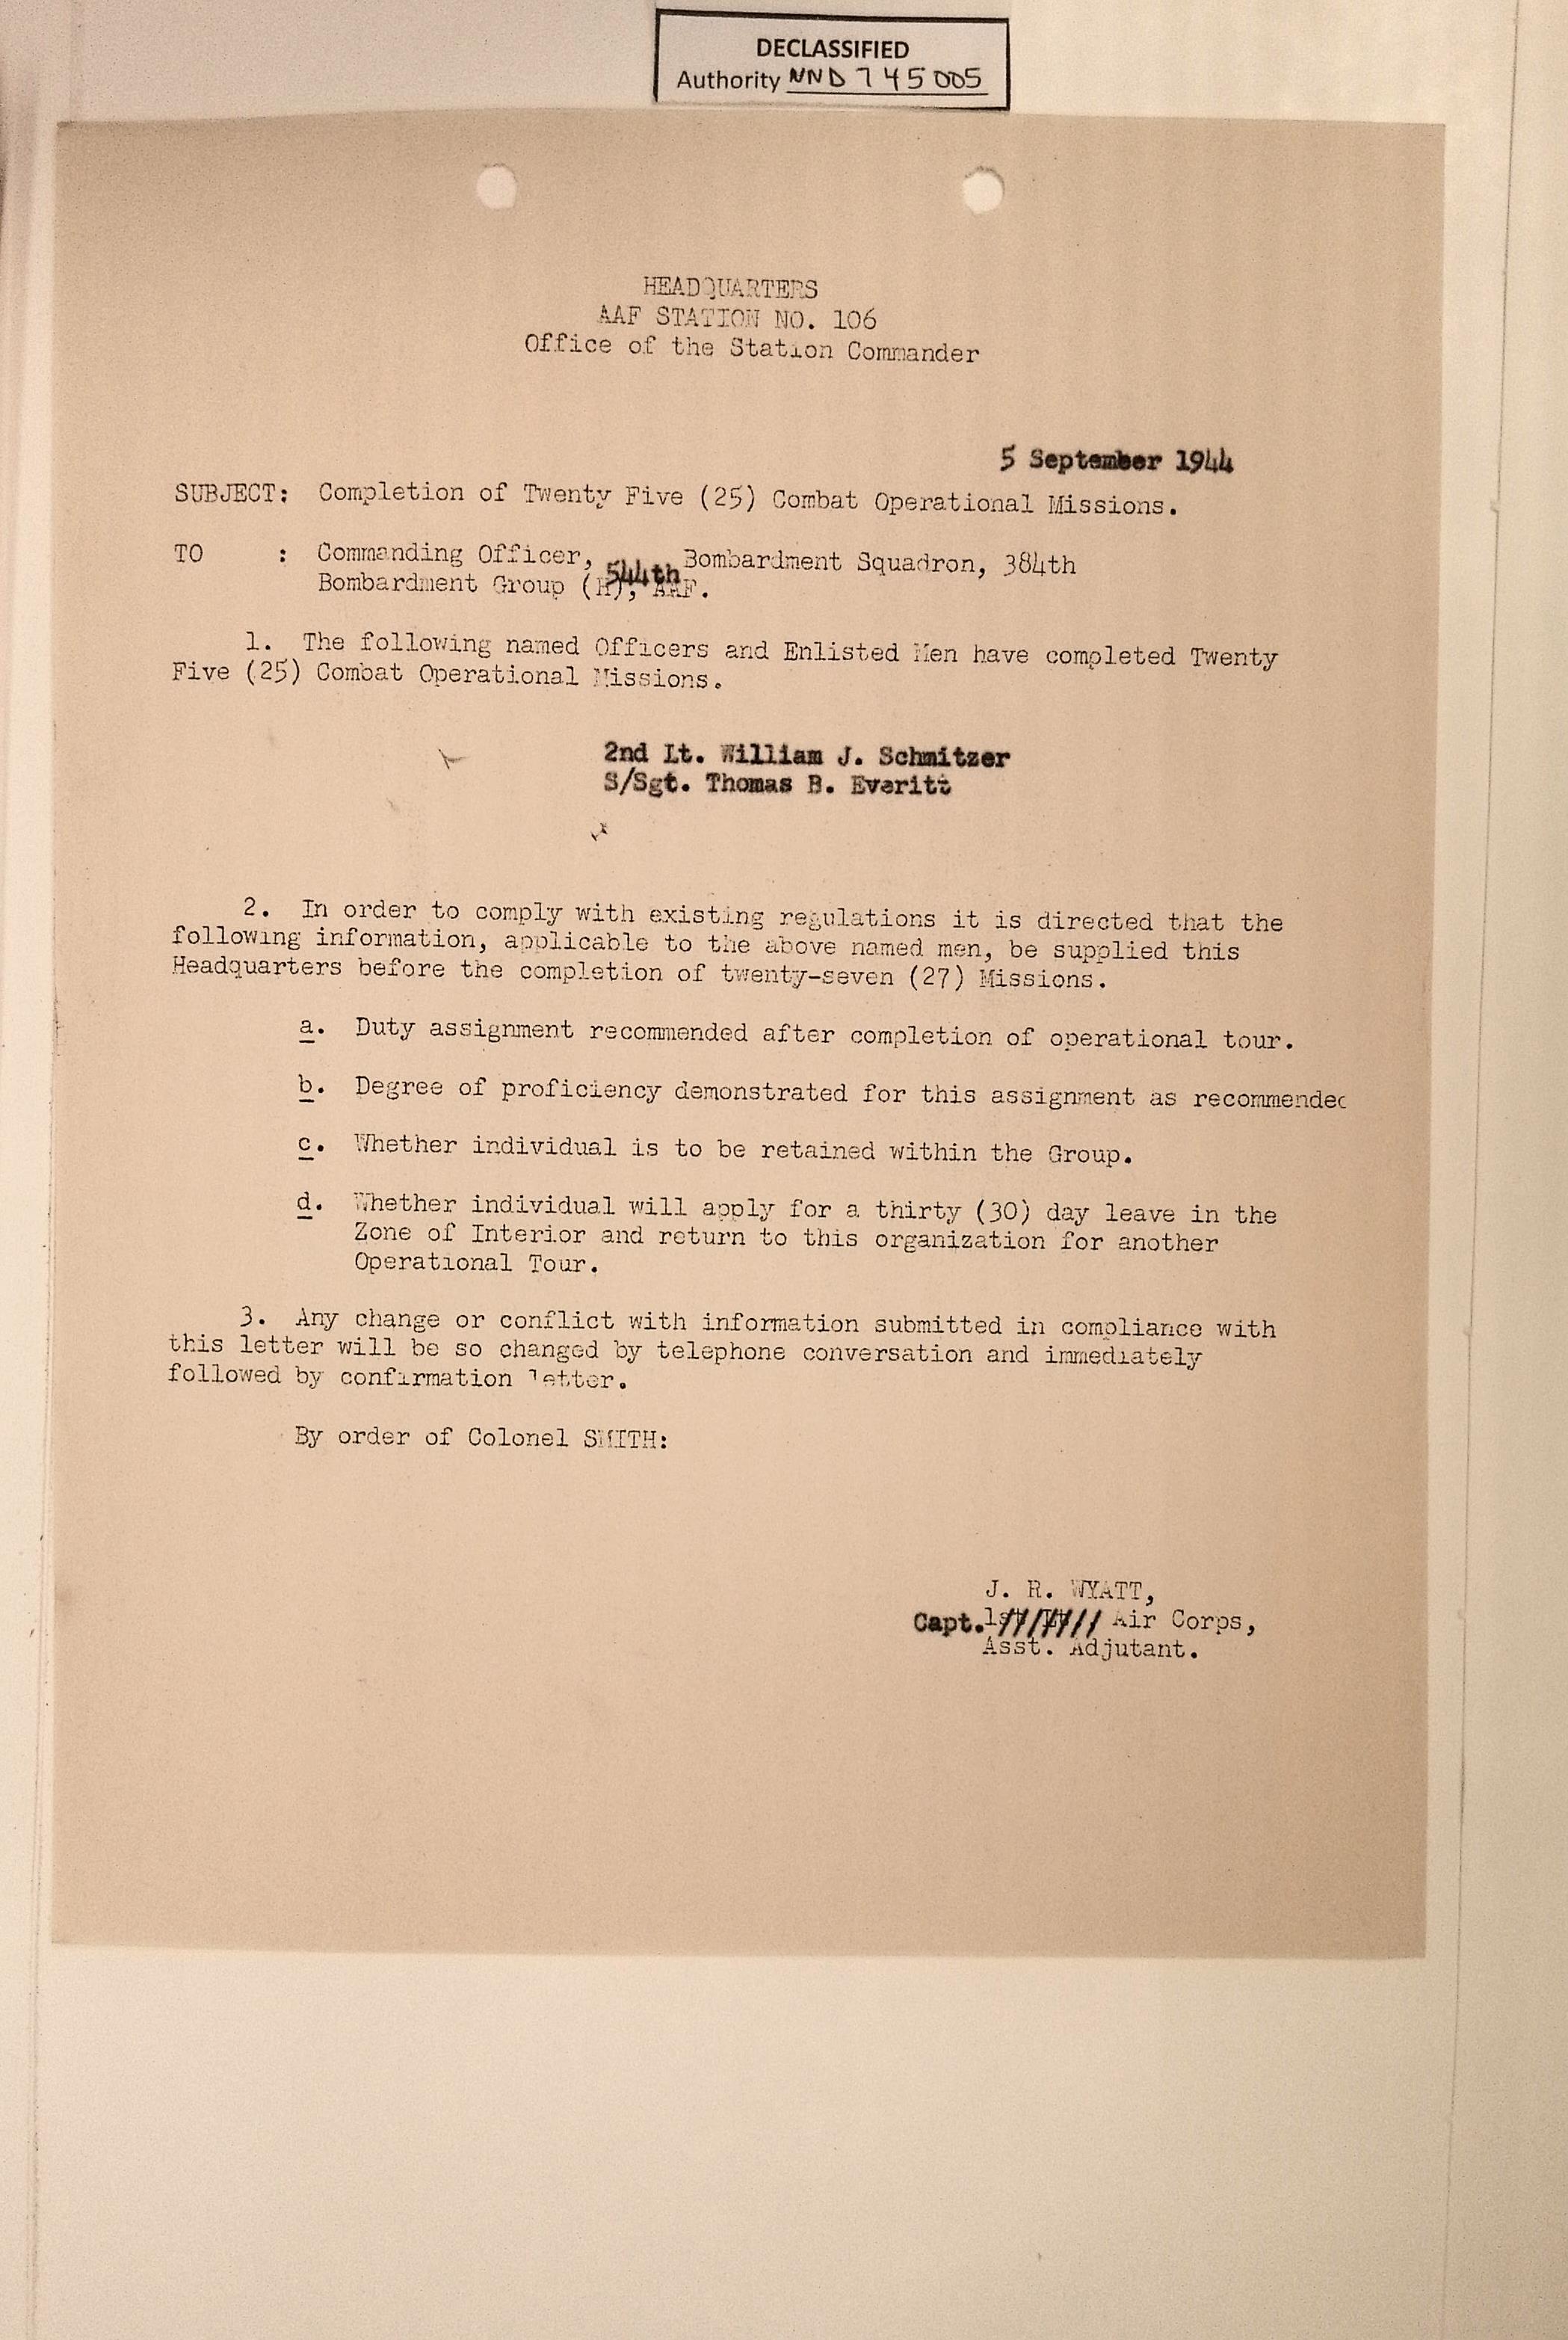 DECLASSIFIED
Authority NND 745005
HEADQUARTERS
AAF STATION NO. 106
Office of the Station Commander
5 September 1944
SUBJECT: Completion of Twenty Five (25) Combat Operational Missions.
TO : Commanding Officer, 544th Bombardment Squadron, 384th
Bombardment Group (H), AAF.
1. The following named Officers and Enlisted Men have completed Twenty
Five (25) Combat Operational Missions.
2nd Lt. William J. Schmitzer
S/Sgt. Thomas B. Everitt
2. In order to comply with existing regulations it is directed that the
following information, applicable to the above named men, be supplied this
Headquarters before the completion of twenty-seven (27) Missions.
a. Duty assignment recommended after completion of operational tour.
b. Degree of proficiency demonstrated for this assignment as recommended
c. Whether individual is to be retained within the Group.
d. Whether individual will apply for a thirty (30) day leave in the
Zone of Interior and return to this organization for another
Operational Tour.
3. Any change or conflict with information submitted in compliance with
this letter will be so changed by telephone conversation and immediately
followed by confirmation letter.
By order of Colonel SMITH:
J. R. WYATT,
Capt. Air Corps,
Asst. Adjutant.